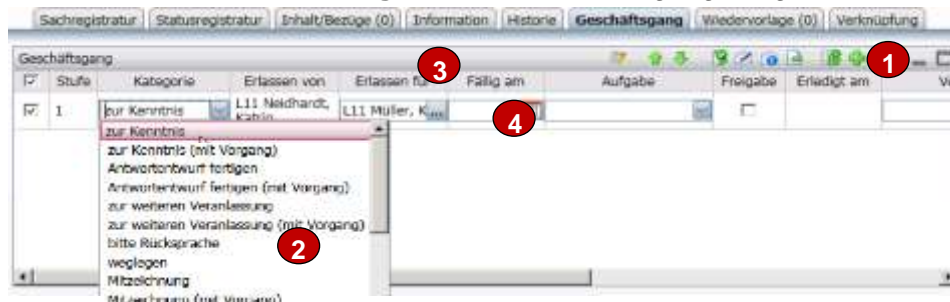 Sachregistratur Statusregistratur Inhalt/Bezüge (0) Information Historie Geschäftsgang Wiedervorlage (0) Verknüpfung
Geschäftsgang
1
3
Stufe Kategorie Erlassen von Erlassen für Fällig am Aufgabe Freigabe Erledigt am
1 zur Kenntnis L11 Neidhardt, Katrin L11 Müller, K...
4
zur Kenntnis
zur Kenntnis (mit Vorgang)
Antwortentwurf fertigen
Antwortentwurf fertigen (mit Vorgang)
zur weiteren Veranlassung
zur weiteren Veranlassung (mit Vorgang)
bitte Rücksprache
2
weglegen
Mitzeichnung
Mitzeichnung (mit Vorgang)